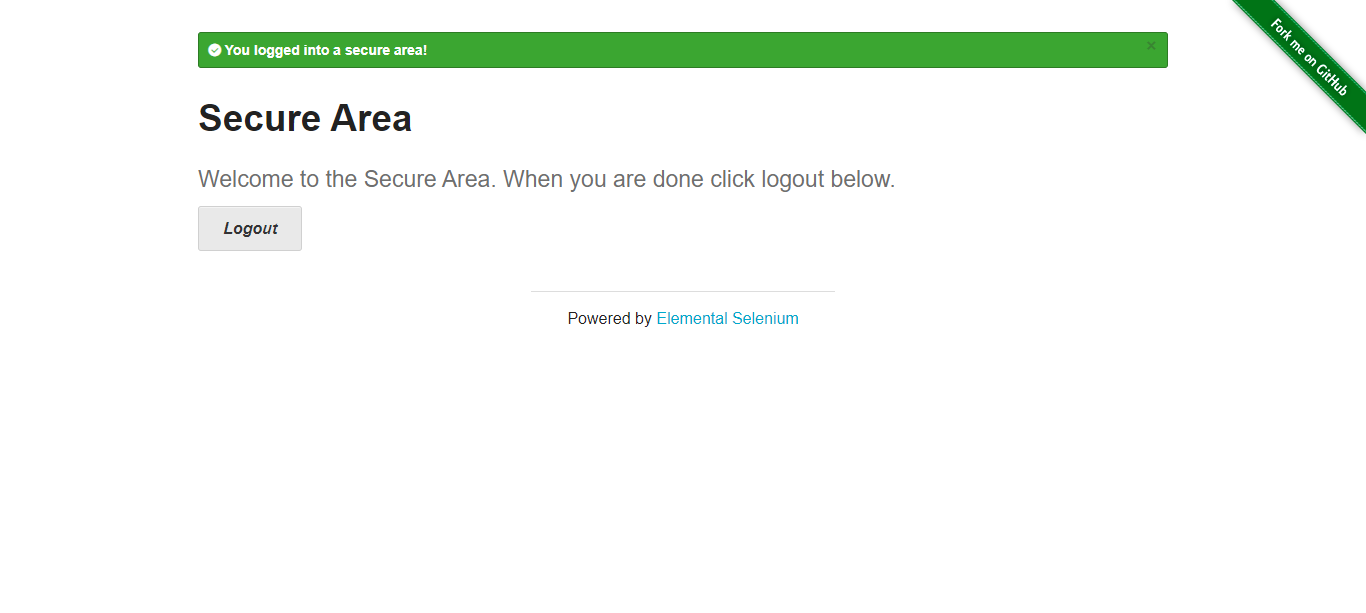 You logged into a secure area!
×
Fork me on GitHub
Secure Area
Welcome to the Secure Area. When you are done click logout below.
Logout
Powered by Elemental Selenium